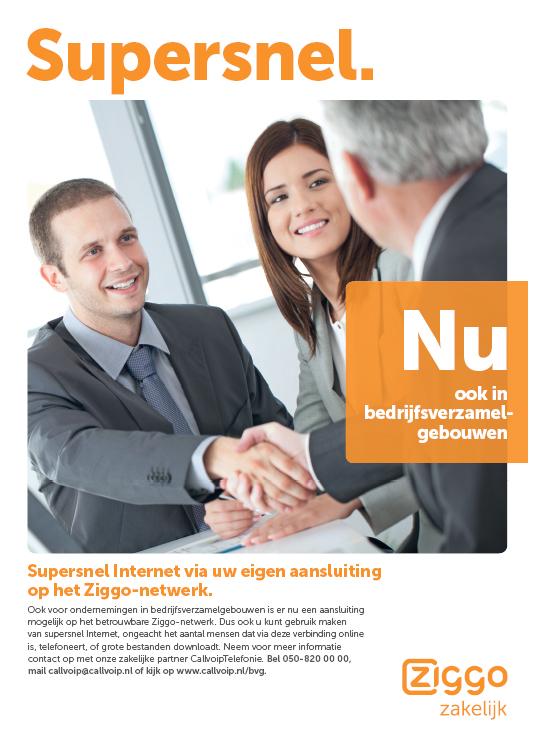 Supersnel.
Nu
ook in
bedrijfsverzamel-
gebouwen
Supersnel Internet via uw eigen aansluiting
op het Ziggo-netwerk.
Ook voor ondernemingen in bedrijfsverzamelgebouwen is er nu een aansluiting
mogelijk op het betrouwbare Ziggo-netwerk. Dus ook u kunt gebruik maken
van supersnel Internet, ongeacht het aantal mensen dat via deze verbinding online
is, telefoneert, of grote bestanden downloadt. Neem voor meer informatie
contact op met onze zakelijke partner CallvoipTelefonie. Bel 050-820 00 00,
mail callvoip@callvoip.nl of kijk op www.callvoip.nl/bvg.
ziggo
zakelijk